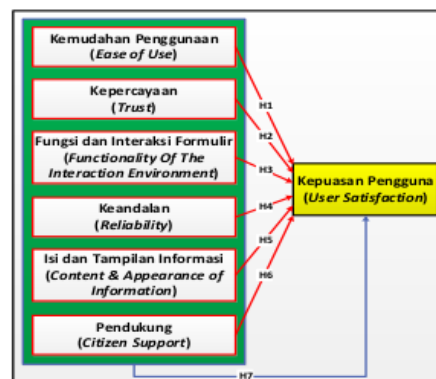 Kemudahan Penggunaan
(Ease of Use)
Kepercayaan
(Trust)
Fungsi dan Interaksi Formulir
(Functionality Of The
Interaction Environment)
Keandalan
(Reliability)
Isi dan Tampilan Informasi
(Content & Appearance of
Information)
Pendukung
(Citizen Support)
H1
H2
H3
H4
H5
H6
Kepuasan Pengguna
(User Satisfaction)
H7